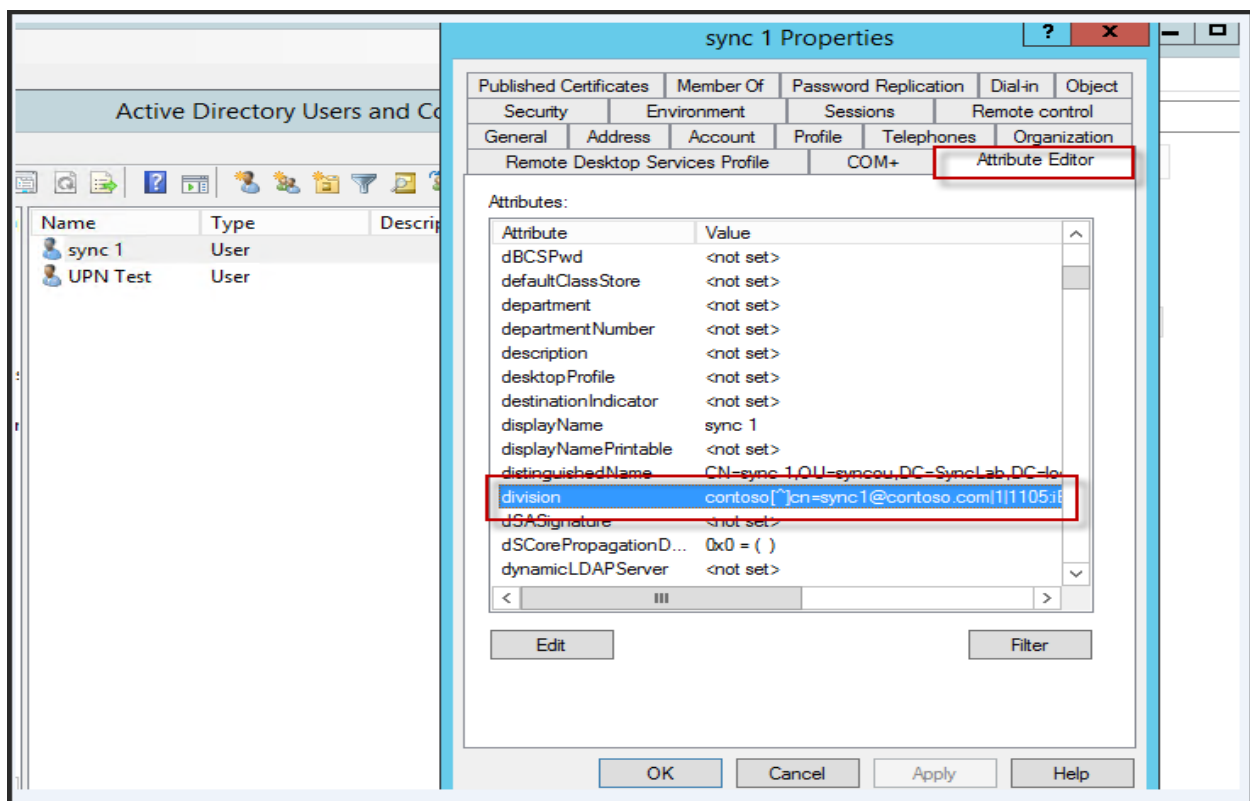 sync 1 Properties
?
x
Active Directory Users and Co
Published Certificates Member Of Password Replication Dial-in Object
Security Environment Sessions Remote control
General Address Account Profile Telephones Organization
Remote Desktop Services Profile COM+ Attribute Editor
Name Type Descrip
sync 1 User
UPN Test User
Attributes:
Attribute Value
dBCSPwd <not set>
defaultClassStore <not set>
department <not set>
departmentNumber <not set>
description <not set>
desktopProfile <not set>
destinationIndicator <not set>
displayName sync 1
displayNamePrintable <not set>
distinguishedName CN=sync 1,OU=syncou,DC=SyncLab,DC=lo
division contoso[^]cn=sync1@contoso.com|1|1105:iE
dSASignature <not set>
dSCorePropagationD... 0x0 = ( )
dynamicLDAPServer <not set>
Edit Filter
OK Cancel Apply Help